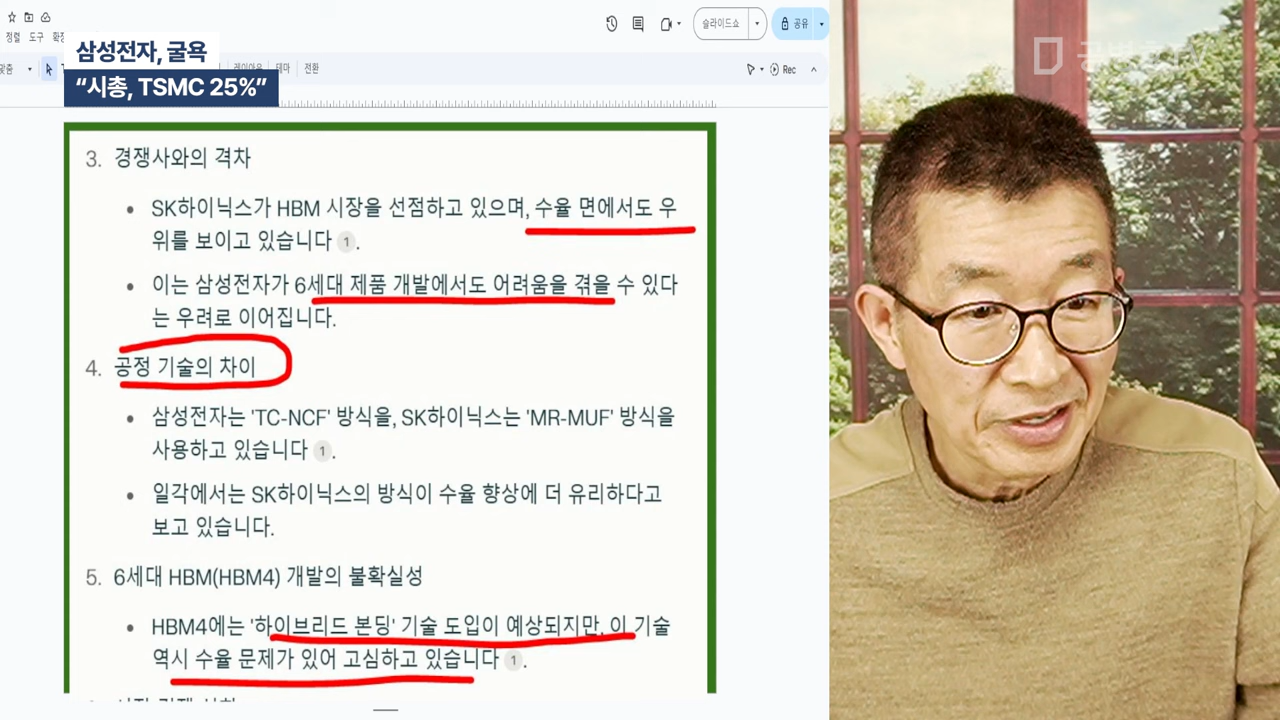 삼성전자, 굴욕
“시총, TSMC 25%”
정렬 도구
슬라이드쇼
공유
테마 전환
Rec
3. 경쟁사와의 격차
• SK하이닉스가 HBM 시장을 선점하고 있으며, 수율 면에서도 우
위를 보이고 있습니다 1.
• 이는 삼성전자가 6세대 제품 개발에서도 어려움을 겪을 수 있다
는 우려로 이어집니다.
4. 공정 기술의 차이
• 삼성전자는 'TC-NCF' 방식을, SK하이닉스는 'MR-MUF' 방식을
사용하고 있습니다 1.
• 일각에서는 SK하이닉스의 방식이 수율 향상에 더 유리하다고
보고 있습니다.
5. 6세대 HBM(HBM4) 개발의 불확실성
• HBM4에는 '하이브리드 본딩' 기술 도입이 예상되지만, 이 기술
역시 수율 문제가 있어 고심하고 있습니다 1.